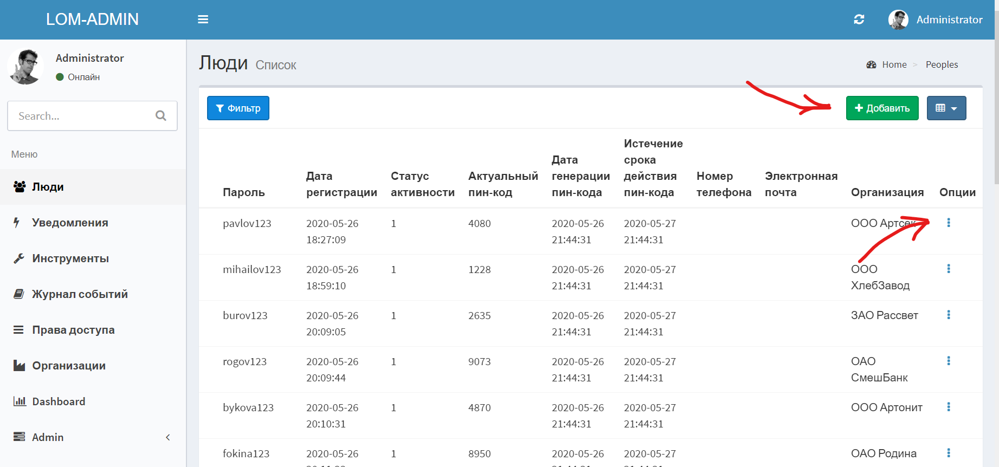 LOM-ADMIN
Administrator
Administrator
Онлайн
Search...
Меню
Люди
Уведомления
Инструменты
Журнал событий
Права доступа
Организации
Dashboard
Admin
Люди Список
Home > Peoples
Фильтр
Добавить
Пароль
Дата
регистрации
Статус
активности
Актуальный
пин-код
Дата
генерации
пин-кода
Истечение
срока
действия
пин-кода
Номер
телефона
Электронная
почта
Организация
Опции
pavlov123
2020-05-26
18:27:09
1
4080
2020-05-26
21:44:31
2020-05-27
21:44:31
ООО Артсек
mihailov123
2020-05-26
18:59:10
1
1228
2020-05-26
21:44:31
2020-05-27
21:44:31
ООО
ХлебЗавод
burov123
2020-05-26
20:09:05
1
2635
2020-05-26
21:44:31
2020-05-27
21:44:31
ЗАО Рассвет
rogov123
2020-05-26
20:09:44
1
9073
2020-05-26
21:44:31
2020-05-27
21:44:31
ОАО
СмешБанк
bykova123
2020-05-26
20:10:31
1
4870
2020-05-26
21:44:31
2020-05-27
21:44:31
ООО Артонит
fokina123
2020-05-26
1
8950
2020-05-26
2020-05-27
ОАО Родина